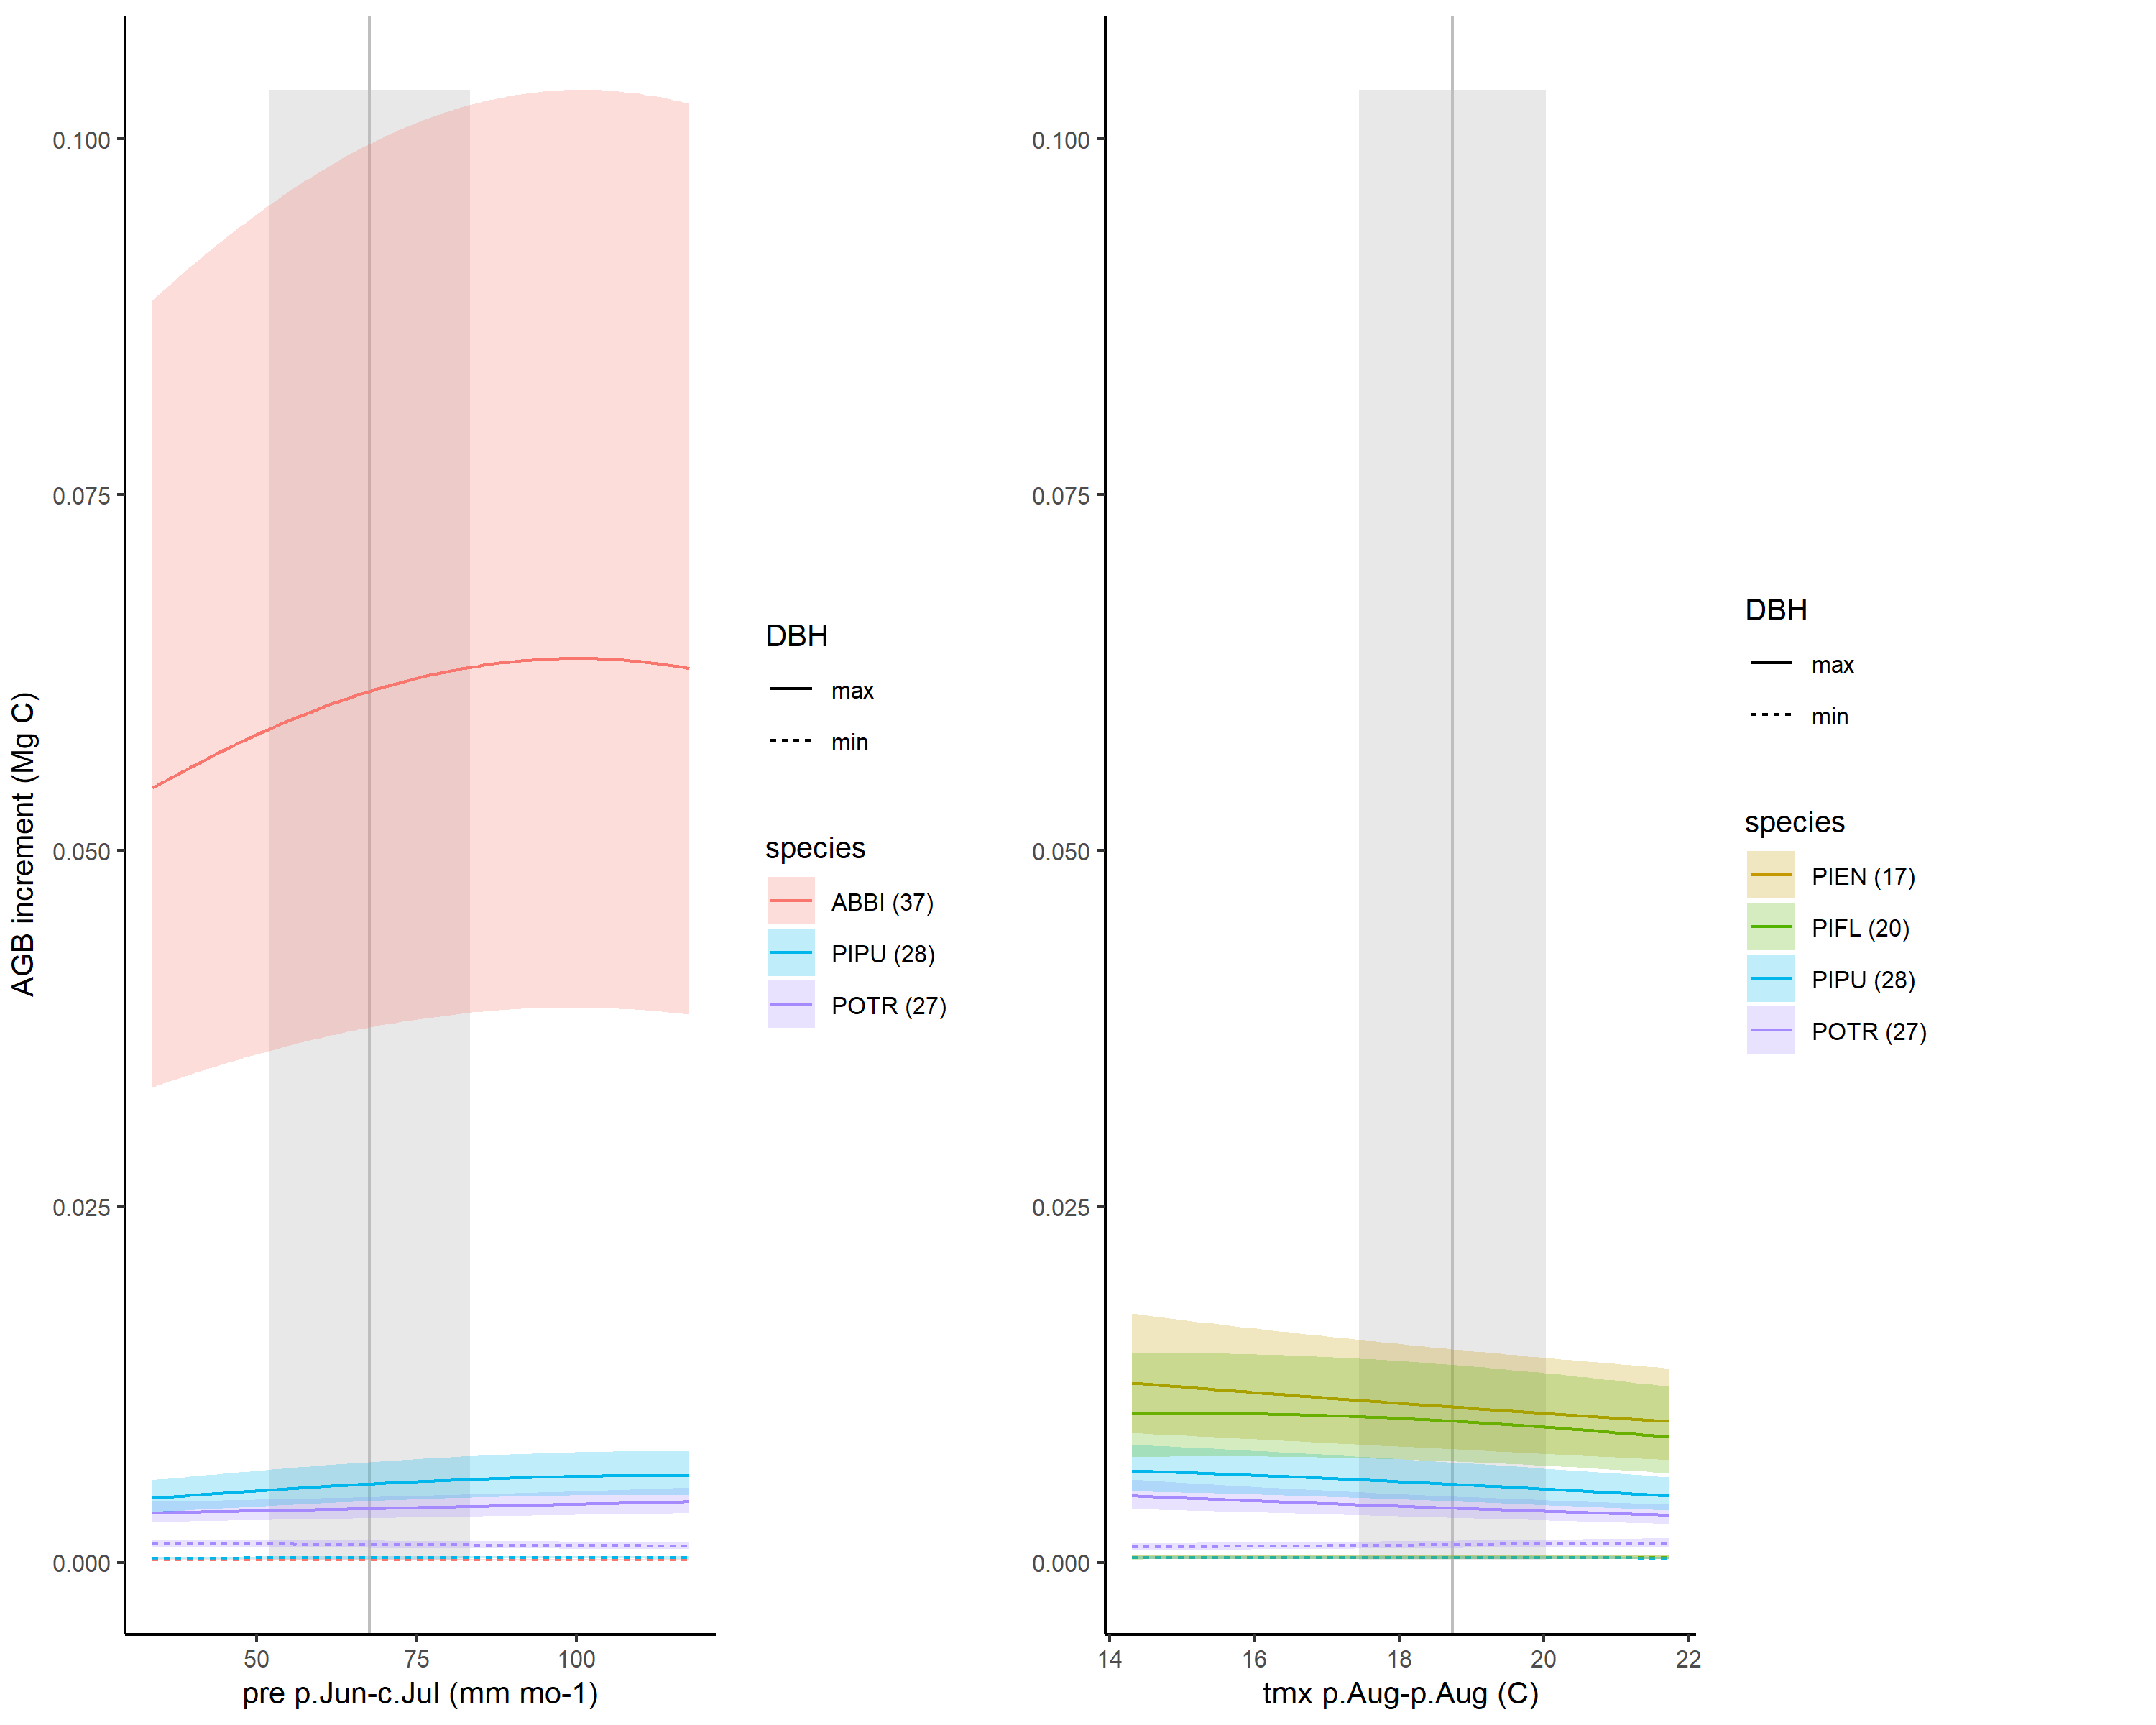 AGB increment (Mg C)
0.100
0.075
0.050
0.025
0.000
50 75 100
pre p.Jun-c.Jul (mm mo-1)
DBH
max
min
species
ABBI (37)
PIPU (28)
POTR (27)
0.100
0.075
0.050
0.025
0.000
14 16 18 20 22
tmx p.Aug-p.Aug (C)
DBH
max
min
species
PIEN (17)
PIFL (20)
PIPU (28)
POTR (27)